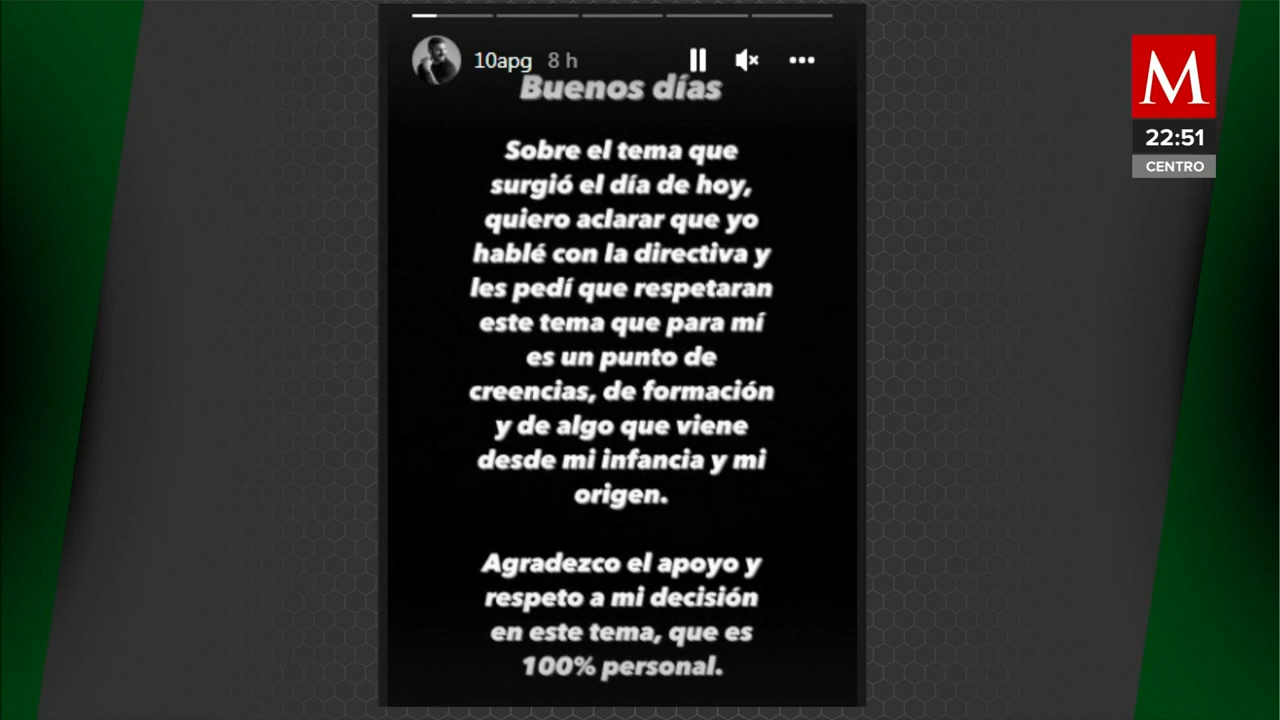 10apg 8 h
Buenos días
Sobre el tema que
surgió el día de hoy,
quiero aclarar que yo
hablé con la directiva y
les pedí que respetaran
este tema que para mí
es un punto de
creencias, de formación
y de algo que viene
desde mi infancia y mi
origen.
Agradezco el apoyo y
respeto a mi decisión
en este tema, que es
100% personal.
M
22:51
CENTRO